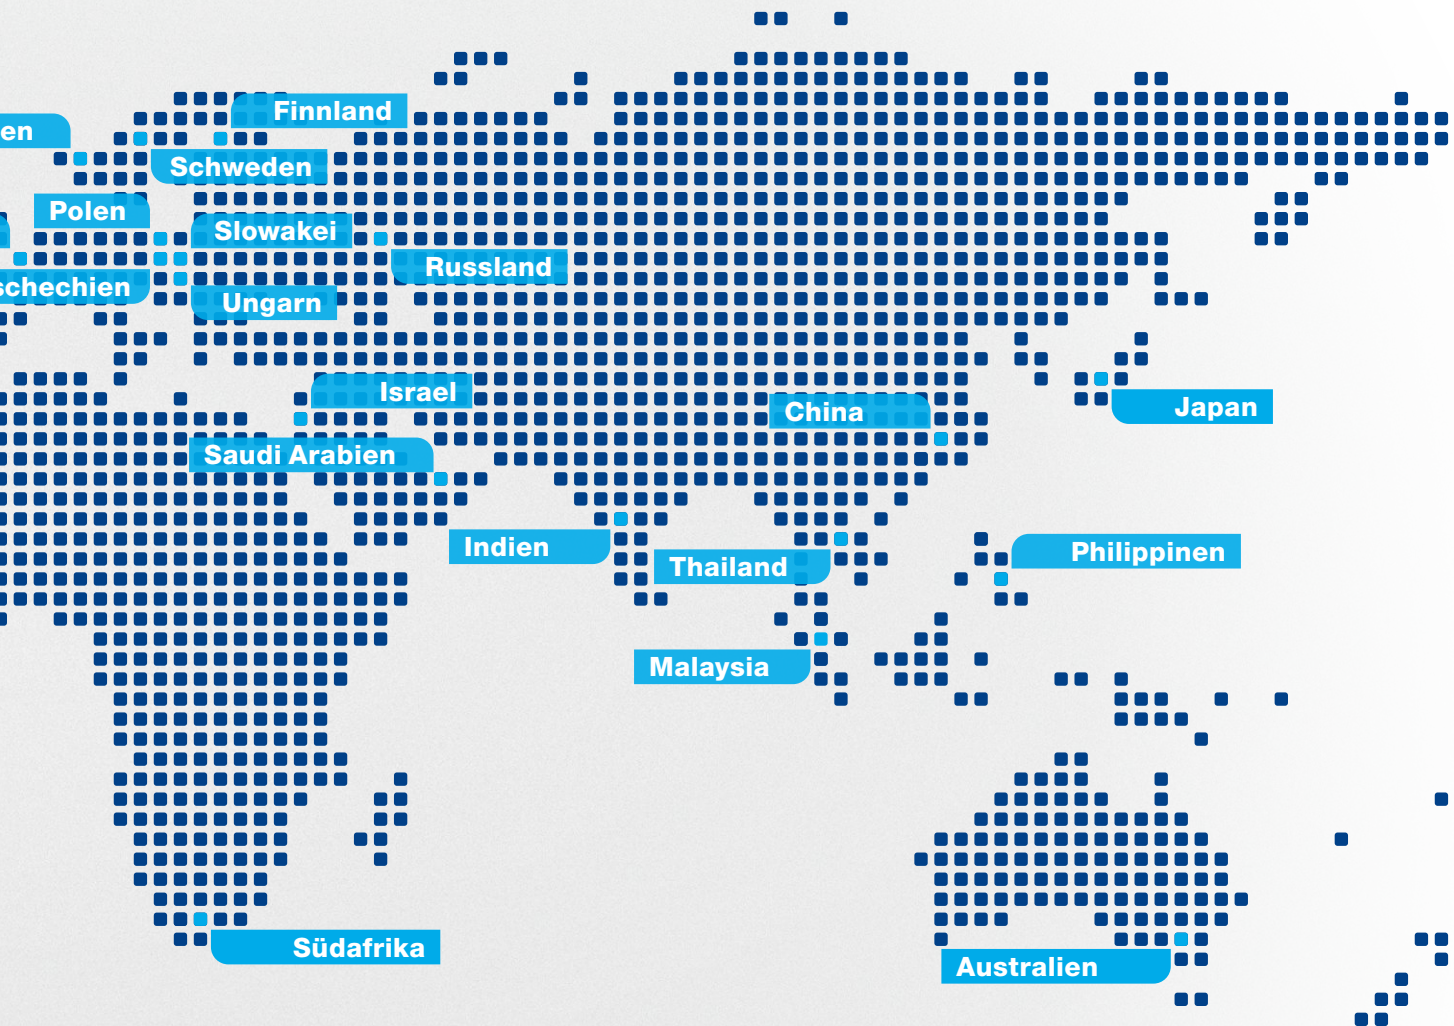 Finnland
en
Schweden
Polen
Slowakei
Russland
schechien
Ungarn
Israel
China
Japan
Saudi Arabien
Indien
Philippinen
Thailand
Malaysia
Südafrika
Australien